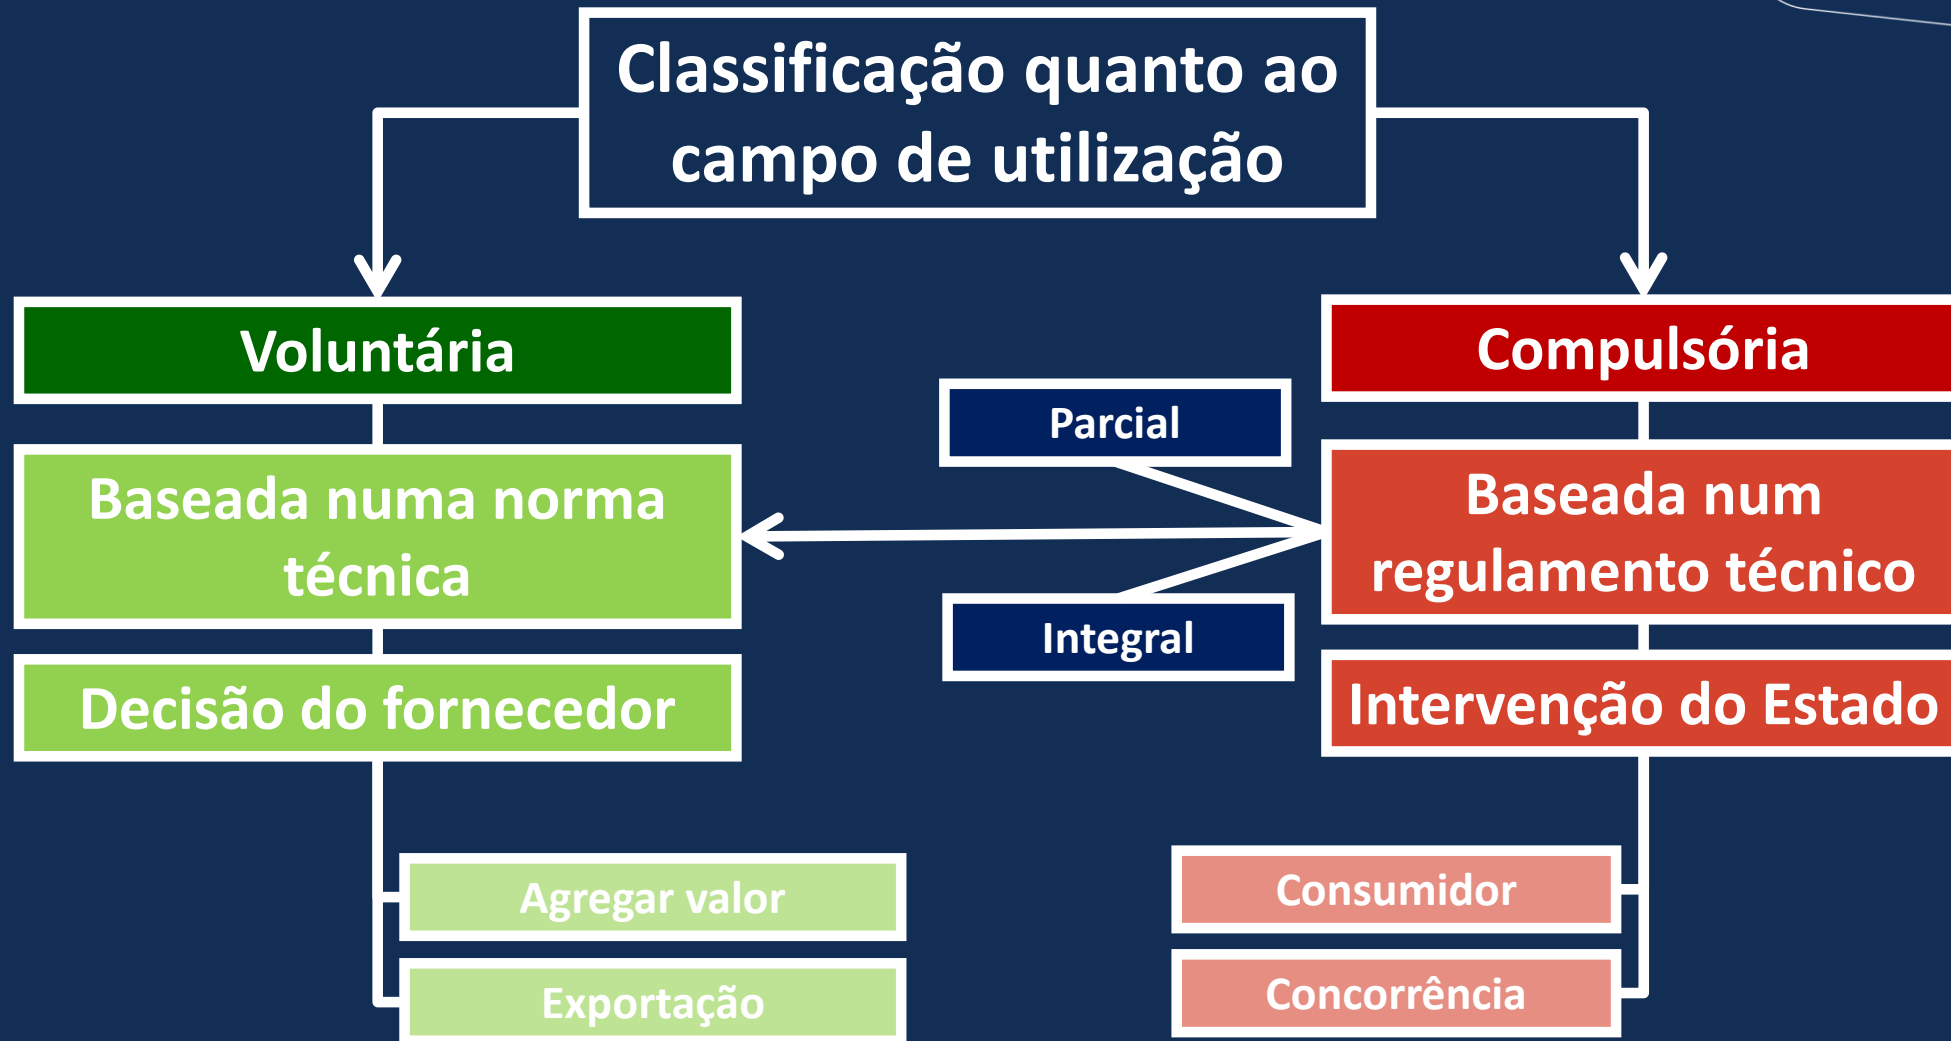 Classificação quanto ao
campo de utilização
Voluntária
Baseada numa norma
técnica
Decisão do fornecedor
Agregar valor
Exportação
Parcial
Integral
Compulsória
Baseada num
regulamento técnico
Intervenção do Estado
Consumidor
Concorrência